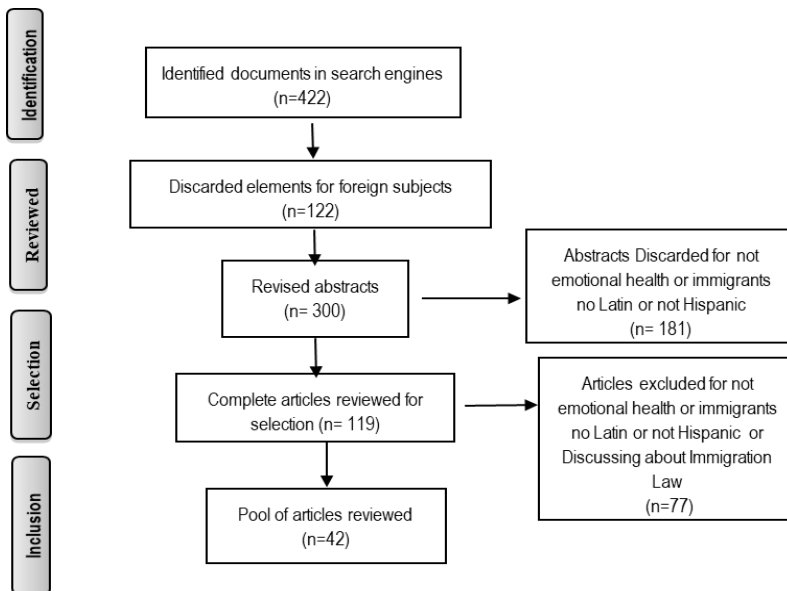 Identification
Identified documents in search engines
(n=422)
Reviewed
Discarded elements for foreign subjects
(n=122)
Revised abstracts
(n= 300)
Abstracts Discarded for not
emotional health or immigrants
no Latin or not Hispanic
(n= 181)
Selection
Complete articles reviewed for
selection (n= 119)
Articles excluded for not
emotional health or immigrants
no Latin or not Hispanic or
Discussing about Immigration
Law
(n=77)
Inclusion
Pool of articles reviewed
(n=42)